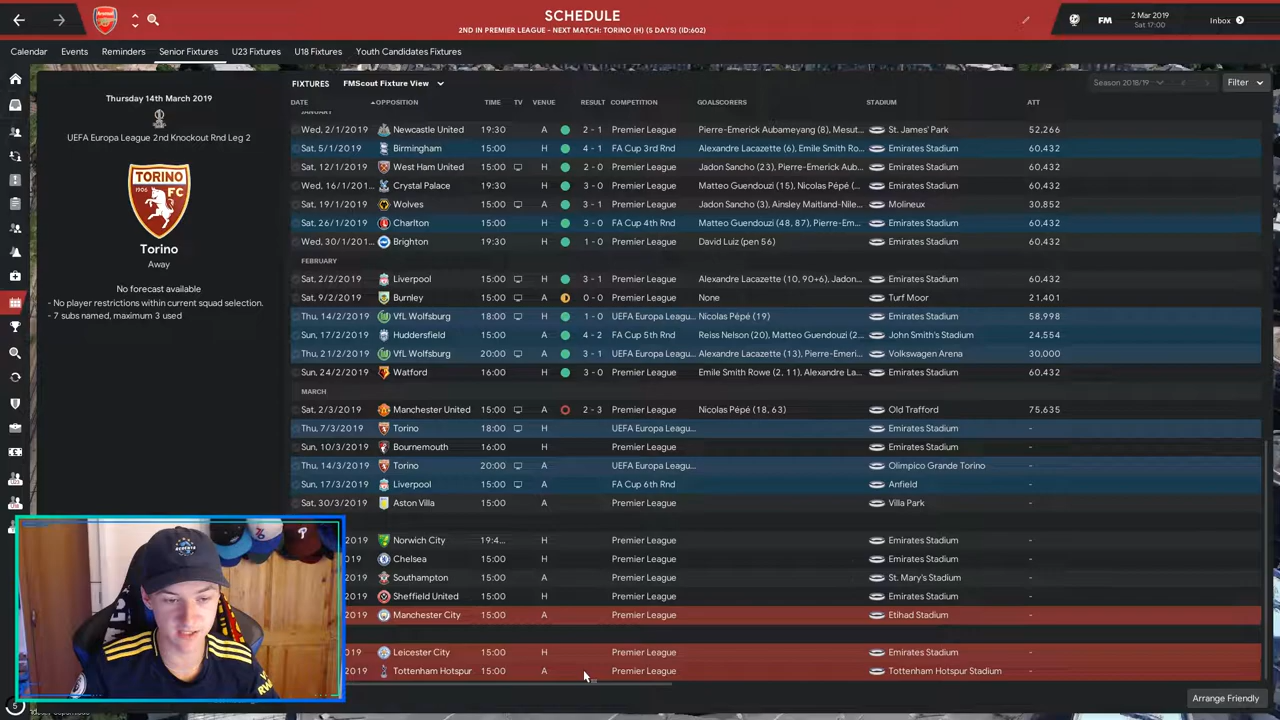 SCHEDULE
2ND IN PREMIER LEAGUE - NEXT MATCH: TORINO (H) (5 DAYS) (ID:602)
FM 2 Mar 2019 Sat 17:00 Inbox
Calendar Events Reminders Senior Fixtures U23 Fixtures U18 Fixtures Youth Candidates Fixtures
Thursday 14th March 2019
UEFA Europa League 2nd Knockout Rnd Leg 2
TORINO
1906 FC
Torino
Away
No forecast available
- No player restrictions within current squad selection.
- 7 subs named, maximum 3 used
FIXTURES FMScout Fixture View Season 2018/19 Filter
DATE OPPOSITION TIME TV VENUE RESULT COMPETITION GOALSCORERS STADIUM ATT
JANUARY
Wed, 2/1/2019 Newcastle United 19:30 A 2 - 1 Premier League Pierre-Emerick Aubameyang (8), Mesut... St. James' Park 52,266
Sat, 5/1/2019 Birmingham 15:00 H 4 - 1 FA Cup 3rd Rnd Alexandre Lacazette (6), Emile Smith Ro... Emirates Stadium 60,432
Sat, 12/1/2019 West Ham United 15:00 H 2 - 0 Premier League Jadon Sancho (23), Pierre-Emerick Aub... Emirates Stadium 60,432
Wed, 16/1/201... Crystal Palace 19:30 H 3 - 0 Premier League Matteo Guendouzi (15), Nicolas Pépé (... Emirates Stadium 60,432
Sat, 19/1/2019 Wolves 15:00 A 3 - 1 Premier League Jadon Sancho (3), Ainsley Maitland-Nile... Molineux 30,852
Sat, 26/1/2019 Charlton 15:00 H 3 - 0 FA Cup 4th Rnd Matteo Guendouzi (48, 87), Pierre-Em... Emirates Stadium 60,432
Wed, 30/1/201... Brighton 19:30 H 1 - 0 Premier League David Luiz (pen 56) Emirates Stadium 60,432
FEBRUARY
Sat, 2/2/2019 Liverpool 15:00 H 3 - 1 Premier League Alexandre Lacazette (10, 90+6), Jadon... Emirates Stadium 60,432
Sat, 9/2/2019 Burnley 15:00 A 0 - 0 Premier League None Turf Moor 21,401
Thu, 14/2/2019 VfL Wolfsburg 18:00 H 1 - 0 UEFA Europa Leagu... Nicolas Pépé (19) Emirates Stadium 58,998
Sun, 17/2/2019 Huddersfield 15:00 A 4 - 2 FA Cup 5th Rnd Reiss Nelson (20), Matteo Guendouzi (2... John Smith's Stadium 24,554
Thu, 21/2/2019 VfL Wolfsburg 20:00 A 3 - 1 UEFA Europa Leagu... Alexandre Lacazette (13), Pierre-Emeri... Volkswagen Arena 30,000
Sun, 24/2/2019 Watford 16:00 H 3 - 0 Premier League Emile Smith Rowe (2, 11), Alexandre La... Emirates Stadium 60,432
MARCH
Sat, 2/3/2019 Manchester United 15:00 A 2 - 3 Premier League Nicolas Pépé (18, 63) Old Trafford 75,635
Thu, 7/3/2019 Torino 18:00 H UEFA Europa Leagu... Emirates Stadium -
Sun, 10/3/2019 Bournemouth 16:00 H Premier League Emirates Stadium -
Thu, 14/3/2019 Torino 20:00 A UEFA Europa Leagu... Olimpico Grande Torino -
Sun, 17/3/2019 Liverpool 15:00 A FA Cup 6th Rnd Anfield -
Sat, 30/3/2019 Aston Villa 15:00 A Premier League Villa Park -
2019 Norwich City 19:4... H Premier League Emirates Stadium -
2019 Chelsea 15:00 H Premier League Emirates Stadium -
2019 Southampton 15:00 A Premier League St. Mary's Stadium -
2019 Sheffield United 15:00 H Premier League Emirates Stadium -
2019 Manchester City 15:00 A Premier League Etihad Stadium -
2019 Leicester City 15:00 H Premier League Emirates Stadium -
2019 Tottenham Hotspur 15:00 A Premier League Tottenham Hotspur Stadium -
Arrange Friendly